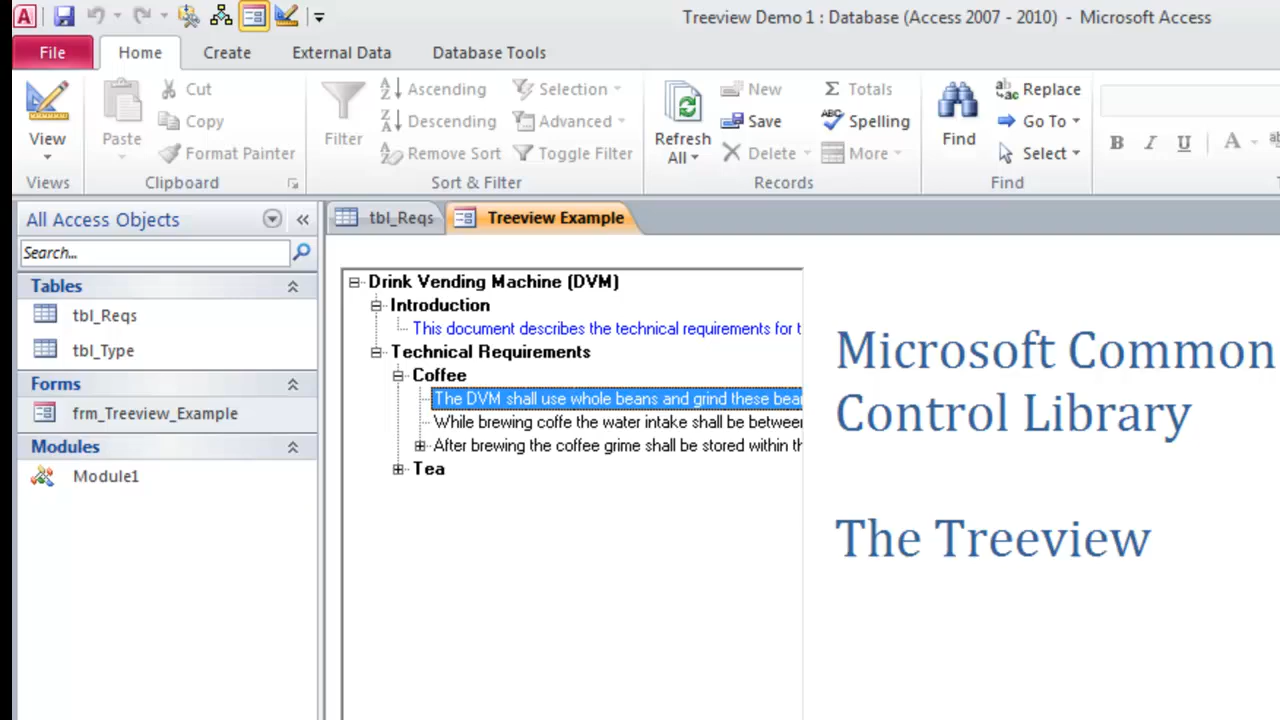 Treeview Demo 1 : Database (Access 2007 - 2010) - Microsoft Access
File Home Create External Data Database Tools
View
Views
Paste
Cut
Copy
Format Painter
Clipboard
Filter
Ascending
Descending
Remove Sort
Selection
Advanced
Toggle Filter
Sort & Filter
Refresh
All
New
Save
Delete
Totals
Spelling
More
Records
Find
Replace
Go To
Select
Find
B I U A
All Access Objects
Search...
Tables
tbl_Reqs
tbl_Type
Forms
frm_Treeview_Example
Modules
Module1
tbl_Reqs Treeview Example
Drink Vending Machine (DVM)
Introduction
This document describes the technical requirements for t
Technical Requirements
Coffee
The DVM shall use whole beans and grind these bea
While brewing coffe the water intake shall be between
After brewing the coffee grime shall be stored within th
Tea
Microsoft Common
Control Library
The Treeview